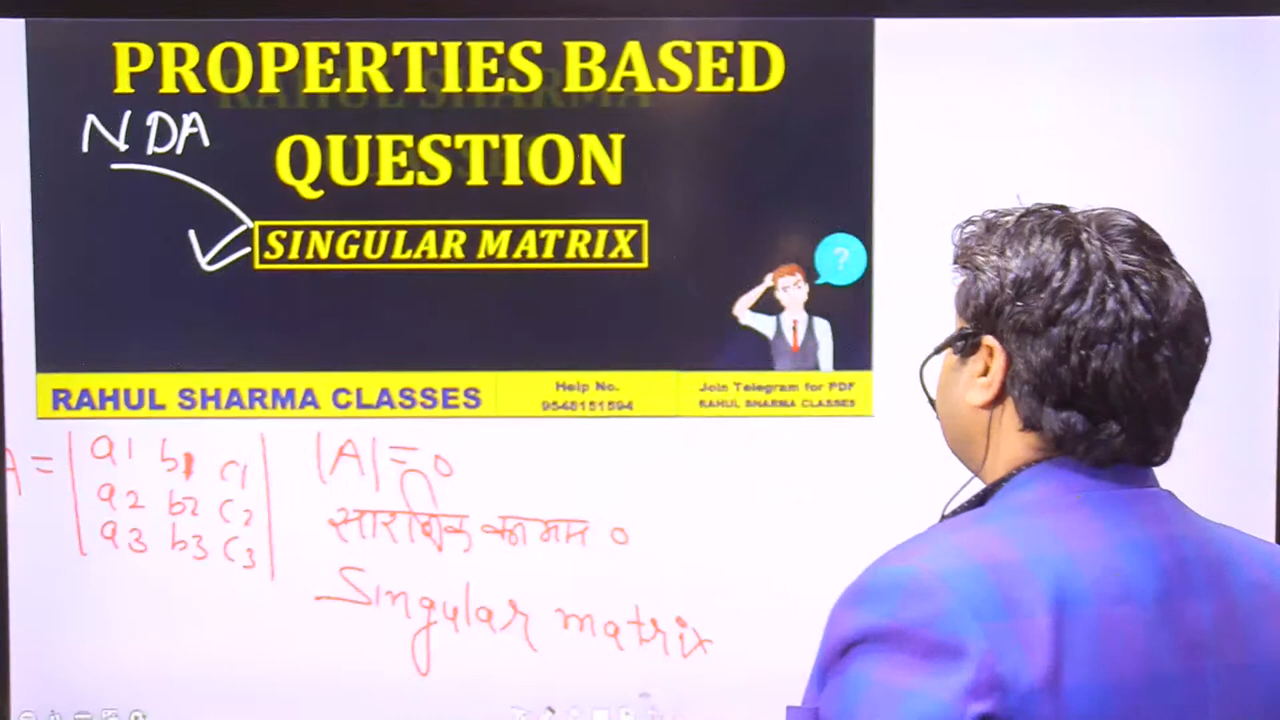 PROPERTIES BASED
NDA
QUESTION
SINGULAR MATRIX
?
RAHUL SHARMA CLASSES
Help No.
9548151594
Join Telegram for PDF
RAHUL SHARMA CLASSES
A = | a1 b1 c1 |
a2 b2 c2
a3 b3 c3
|A| = 0
सारणिक का मान 0
Singular matrix